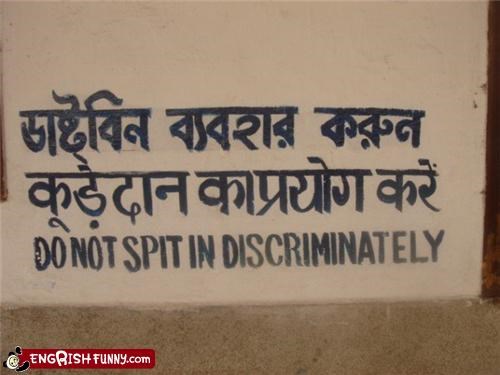 ডাষ্টবিন ব্যবহার করুন
कूड़ेदान का प्रयोग करें
DO NOT SPIT IN DISCRIMINATELY
ENGRISH FUNNY.com